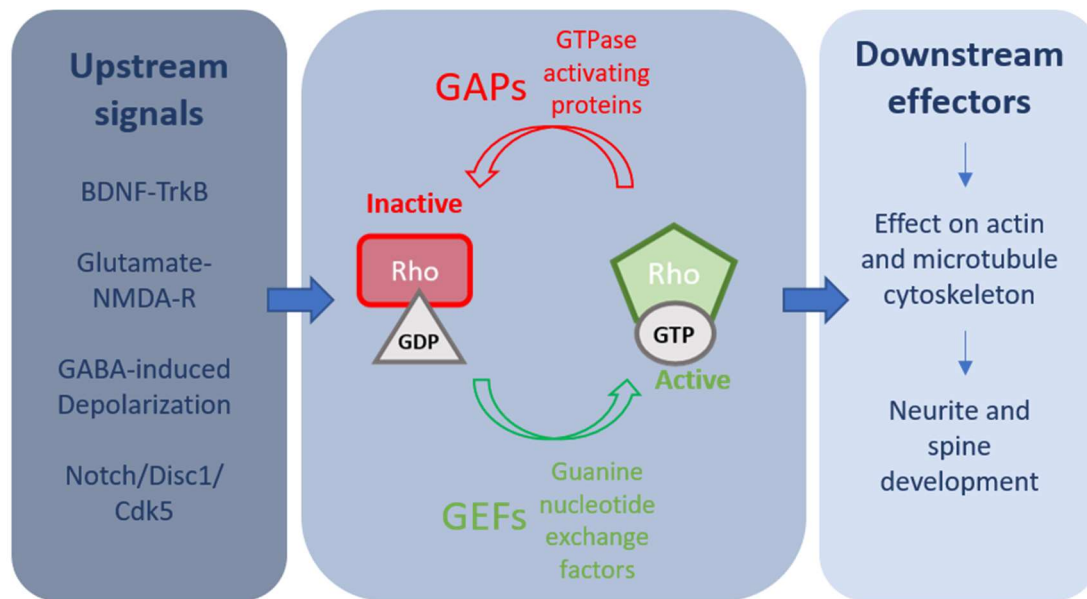 Upstream
signals
BDNF-TrkB
Glutamate-
NMDA-R
GABA-induced
Depolarization
Notch/Disc1/
Cdk5
GAPs
GTPase
activating
proteins
Inactive
Rho
GDP
Rho
GTP
Active
GEFs
Guanine
nucleotide
exchange
factors
Downstream
effectors
Effect on actin
and microtubule
cytoskeleton
Neurite and
spine
development